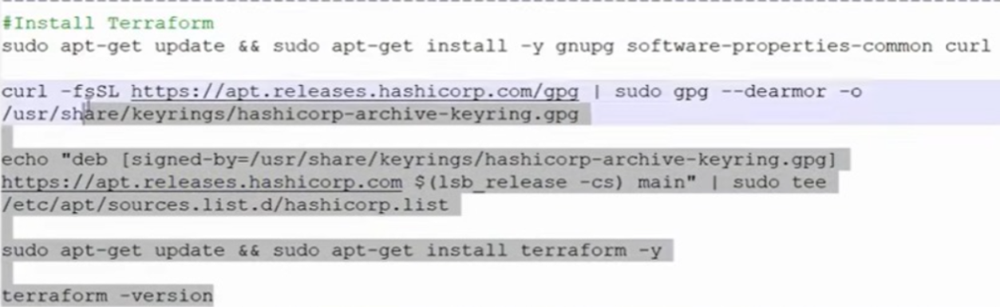 #Install Terraform
sudo apt-get update && sudo apt-get install -y gnupg software-properties-common curl
curl -fsSL https://apt.releases.hashicorp.com/gpg | sudo gpg --dearmor -o
/usr/share/keyrings/hashicorp-archive-keyring.gpg
echo "deb [signed-by=/usr/share/keyrings/hashicorp-archive-keyring.gpg]
https://apt.releases.hashicorp.com $(lsb_release -cs) main" | sudo tee
/etc/apt/sources.list.d/hashicorp.list
sudo apt-get update && sudo apt-get install terraform -y
terraform -version